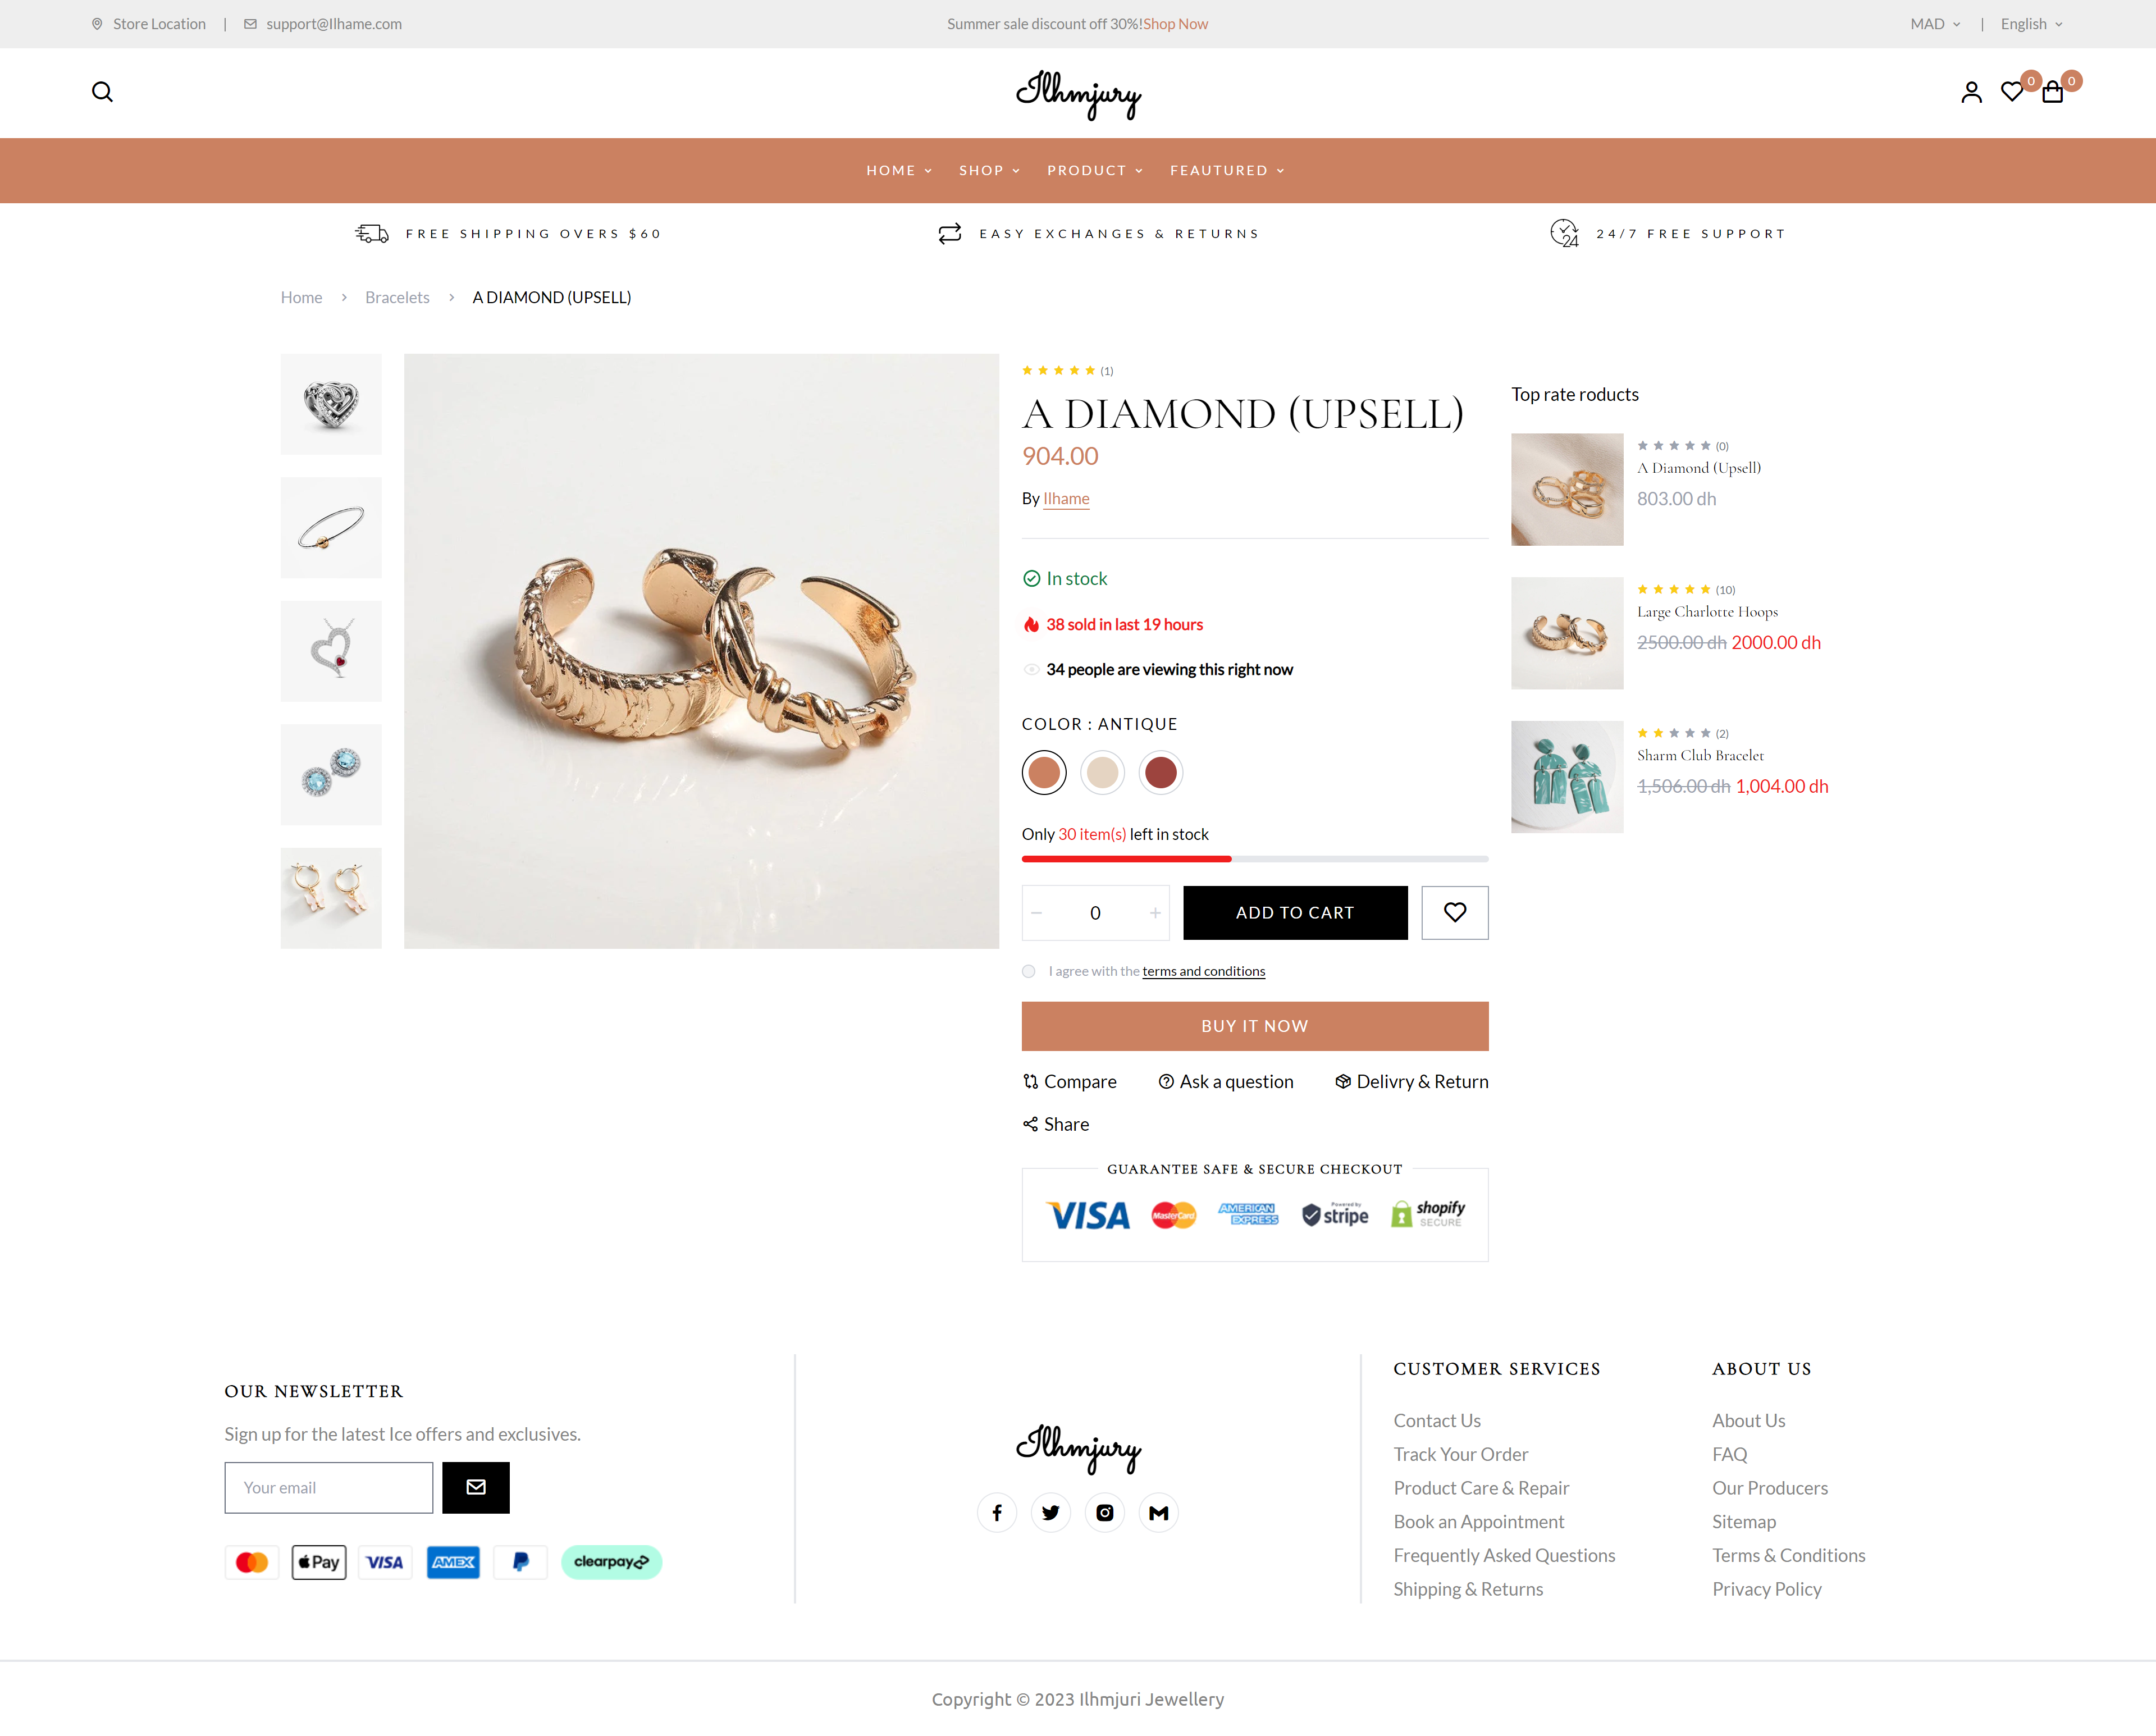 Store Location | support@Ilhame.com
Summer sale discount off 30%!Shop Now
MAD | English
Ilhmjury
0 0
HOME SHOP PRODUCT FEAUTURED
FREE SHIPPING OVERS $60
EASY EXCHANGES & RETURNS
24
24/7 FREE SUPPORT
Home > Bracelets > A DIAMOND (UPSELL)
(1)
A DIAMOND (UPSELL)
904.00
By Ilhame
In stock
38 sold in last 19 hours
34 people are viewing this right now
COLOR : ANTIQUE
Only 30 item(s) left in stock
− 0 +
ADD TO CART
I agree with the terms and conditions
BUY IT NOW
Compare
Ask a question
Delivry & Return
Share
GUARANTEE SAFE & SECURE CHECKOUT
VISA
MasterCard
AMERICAN EXPRESS
Powered by stripe
shopify SECURE
Top rate roducts
(0)
A Diamond (Upsell)
803.00 dh
(10)
Large Charlotte Hoops
2500.00 dh 2000.00 dh
(2)
Sharm Club Bracelet
1,506.00 dh 1,004.00 dh
OUR NEWSLETTER
Sign up for the latest Ice offers and exclusives.
Your email
Pay VISA AMEX P clearpay
Ilhmjury
CUSTOMER SERVICES
Contact Us
Track Your Order
Product Care & Repair
Book an Appointment
Frequently Asked Questions
Shipping & Returns
ABOUT US
About Us
FAQ
Our Producers
Sitemap
Terms & Conditions
Privacy Policy
Copyright © 2023 Ilhmjuri Jewellery